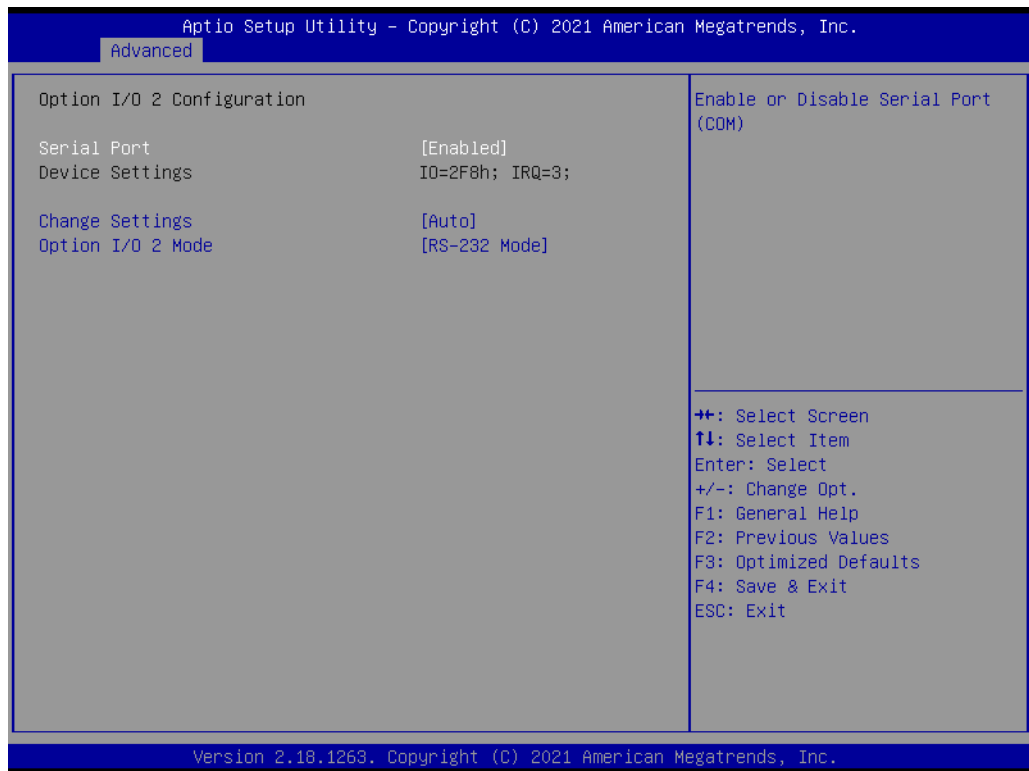 Aptio Setup Utility – Copyright (C) 2021 American Megatrends, Inc.
Advanced
Option I/O 2 Configuration
Serial Port [Enabled]
Device Settings IO=2F8h; IRQ=3;
Change Settings [Auto]
Option I/O 2 Mode [RS-232 Mode]
Enable or Disable Serial Port
(COM)
→←: Select Screen
↑↓: Select Item
Enter: Select
+/-: Change Opt.
F1: General Help
F2: Previous Values
F3: Optimized Defaults
F4: Save & Exit
ESC: Exit
Version 2.18.1263. Copyright (C) 2021 American Megatrends, Inc.